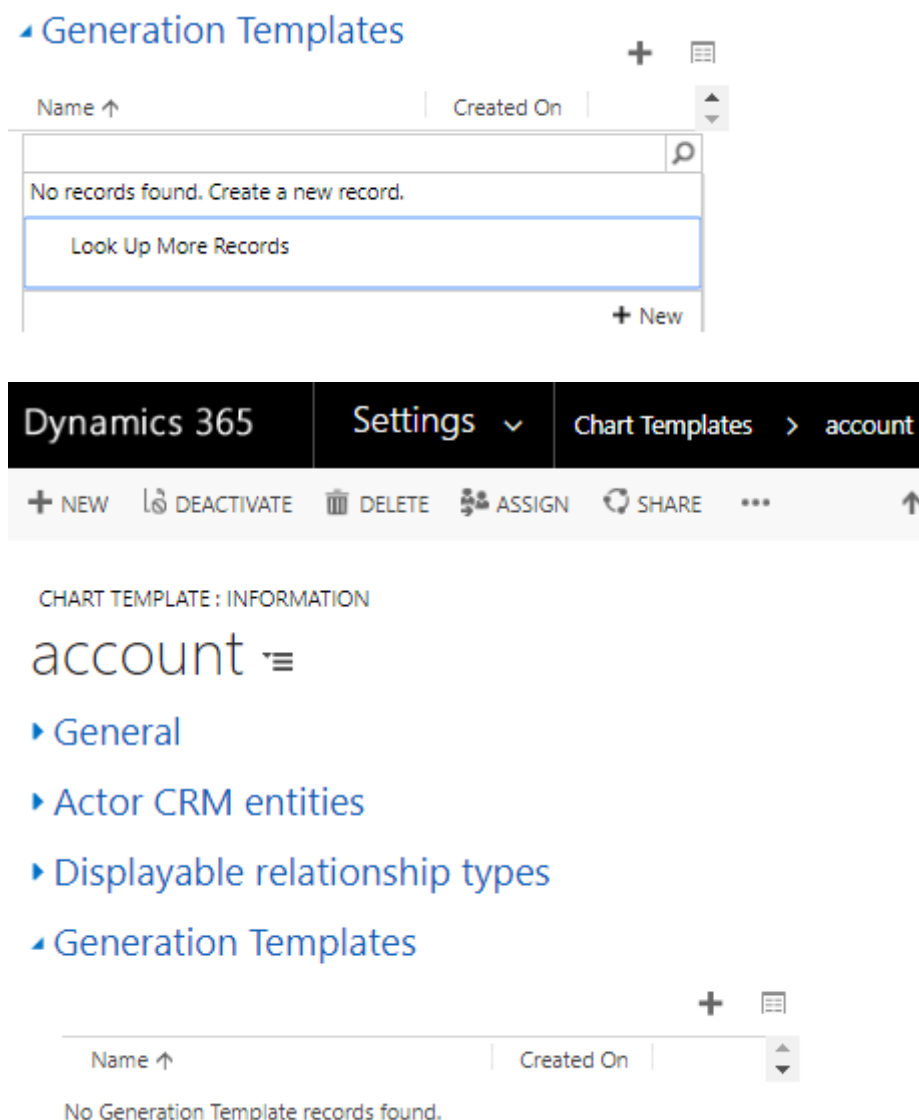 Generation Templates
Name Created On
No records found. Create a new record.
Look Up More Records
New
Dynamics 365 Settings Chart Templates > account
NEW DEACTIVATE DELETE ASSIGN SHARE •••
CHART TEMPLATE : INFORMATION
account
General
Actor CRM entities
Displayable relationship types
Generation Templates
Name Created On
No Generation Template records found.